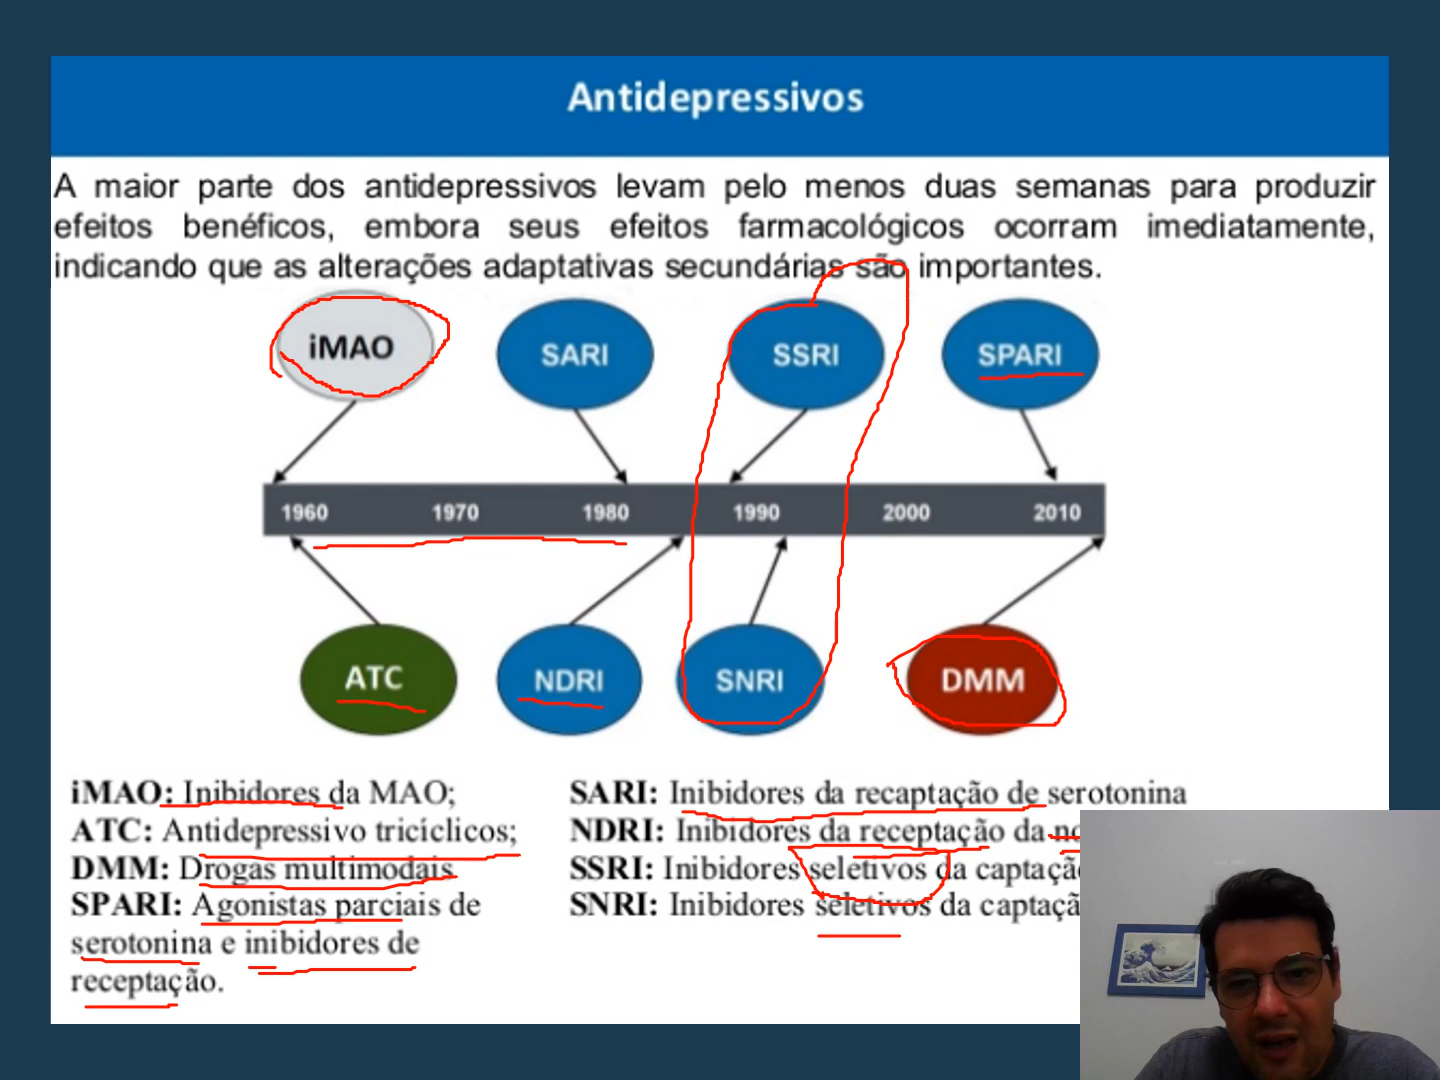 Antidepressivos
A maior parte dos antidepressivos levam pelo menos duas semanas para produzir
efeitos benéficos, embora seus efeitos farmacológicos ocorram imediatamente,
indicando que as alterações adaptativas secundárias são importantes.
iMAO SARI SSRI SPARI
1960 1970 1980 1990 2000 2010
ATC NDRI SNRI DMM
iMAO: Inibidores da MAO;
ATC: Antidepressivo tricíclicos;
DMM: Drogas multimodais
SPARI: Agonistas parciais de
serotonina e inibidores de
receptação.
SARI: Inibidores da recaptação de serotonina
NDRI: Inibidores da receptação da
SSRI: Inibidores seletivos da
SNRI: Inibidores seletivos da